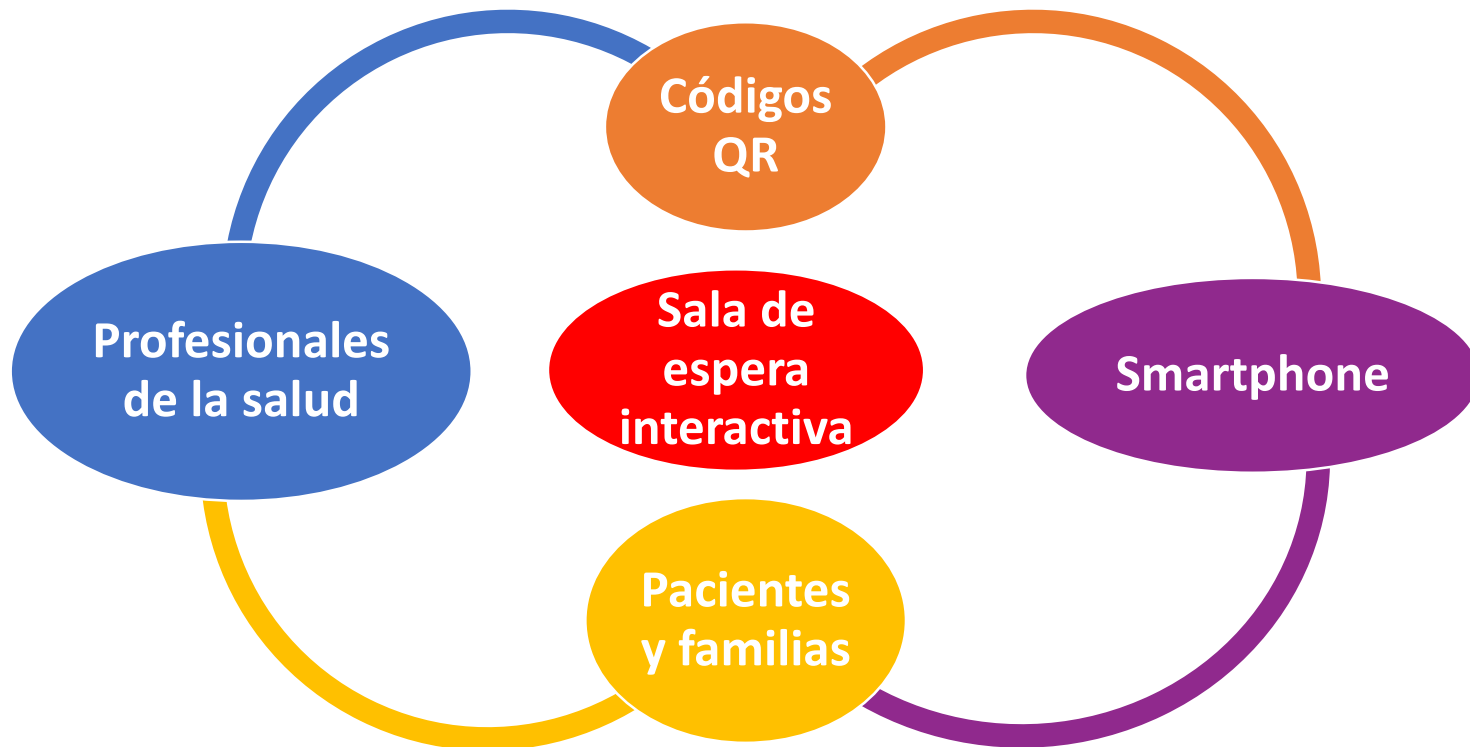 Códigos
QR
Profesionales
de la salud
Sala de
espera
interactiva
Smartphone
Pacientes
y familias